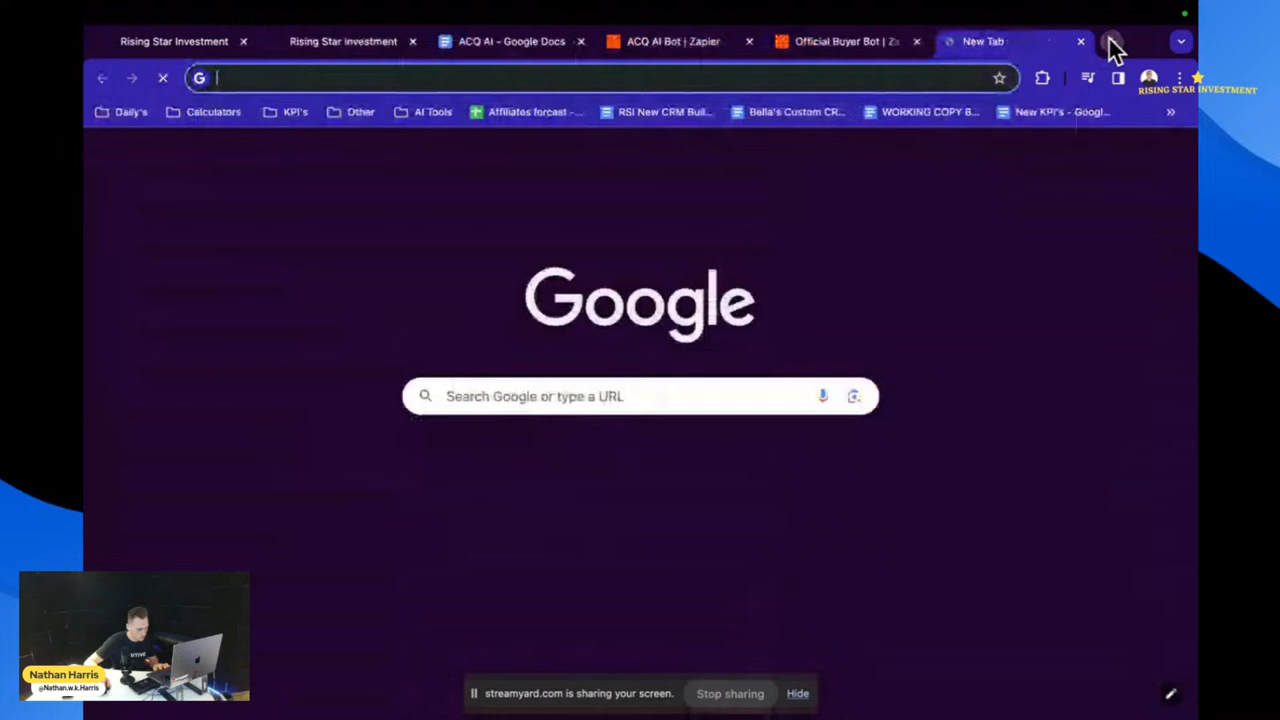 Rising Star Investment
Rising Star Investment
ACQ AI - Google Docs
ACQ AI Bot | Zapier
Official Buyer Bot | Za
New Tab
G
RISING STAR INVESTMENT
Daily's
Calculators
KPI's
Other
AI Tools
Affiliates forcast -...
RSI New CRM Buil...
Bella's Custom CR...
WORKING COPY B...
New KPI's - Googl...
Google
Search Google or type a URL
Nathan Harris
@Nathan.w.k.Harris
streamyard.com is sharing your screen.
Stop sharing
Hide